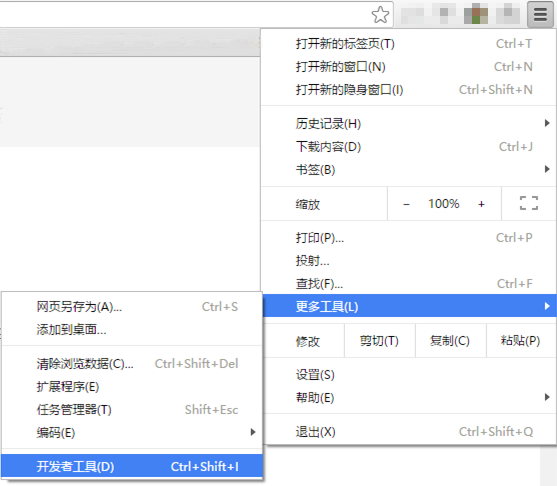 打开新的标签页(T) Ctrl+T
打开新的窗口(N) Ctrl+N
打开新的隐身窗口(I) Ctrl+Shift+N
历史记录(H)
下载内容(D) Ctrl+J
书签(B)
缩放 − 100% +
打印(P)... Ctrl+P
投射...
查找(F)... Ctrl+F
更多工具(L)
修改 剪切(T) 复制(C) 粘贴(P)
设置(S)
帮助(E)
退出(X) Ctrl+Shift+Q
网页另存为(A)... Ctrl+S
添加到桌面...
清除浏览数据(C)... Ctrl+Shift+Del
扩展程序(E)
任务管理器(T) Shift+Esc
编码(E)
开发者工具(D) Ctrl+Shift+I